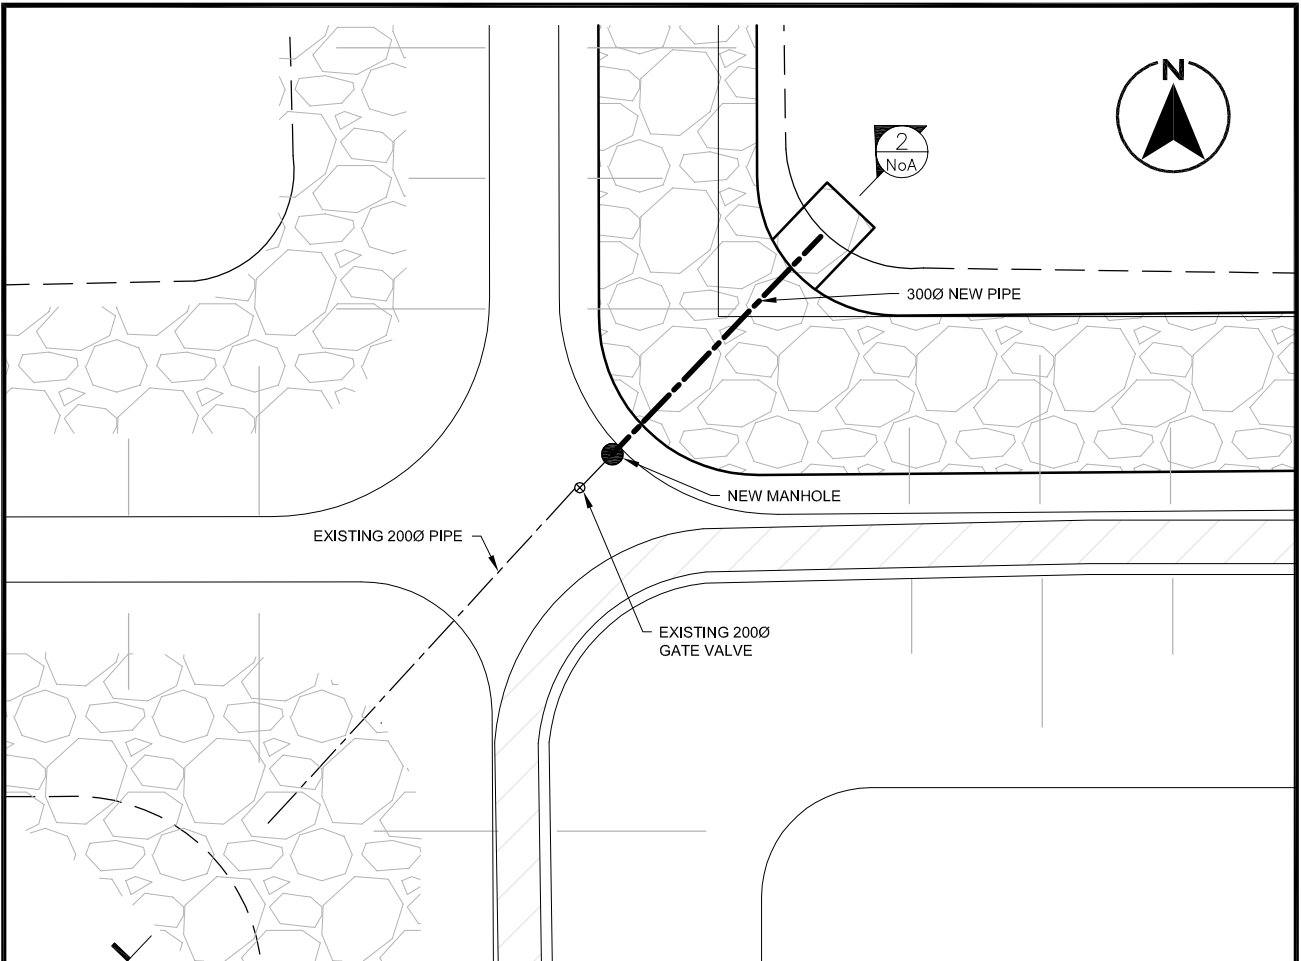 N
2
NoA
300Ø NEW PIPE
NEW MANHOLE
EXISTING 200Ø PIPE
EXISTING 200Ø
GATE VALVE